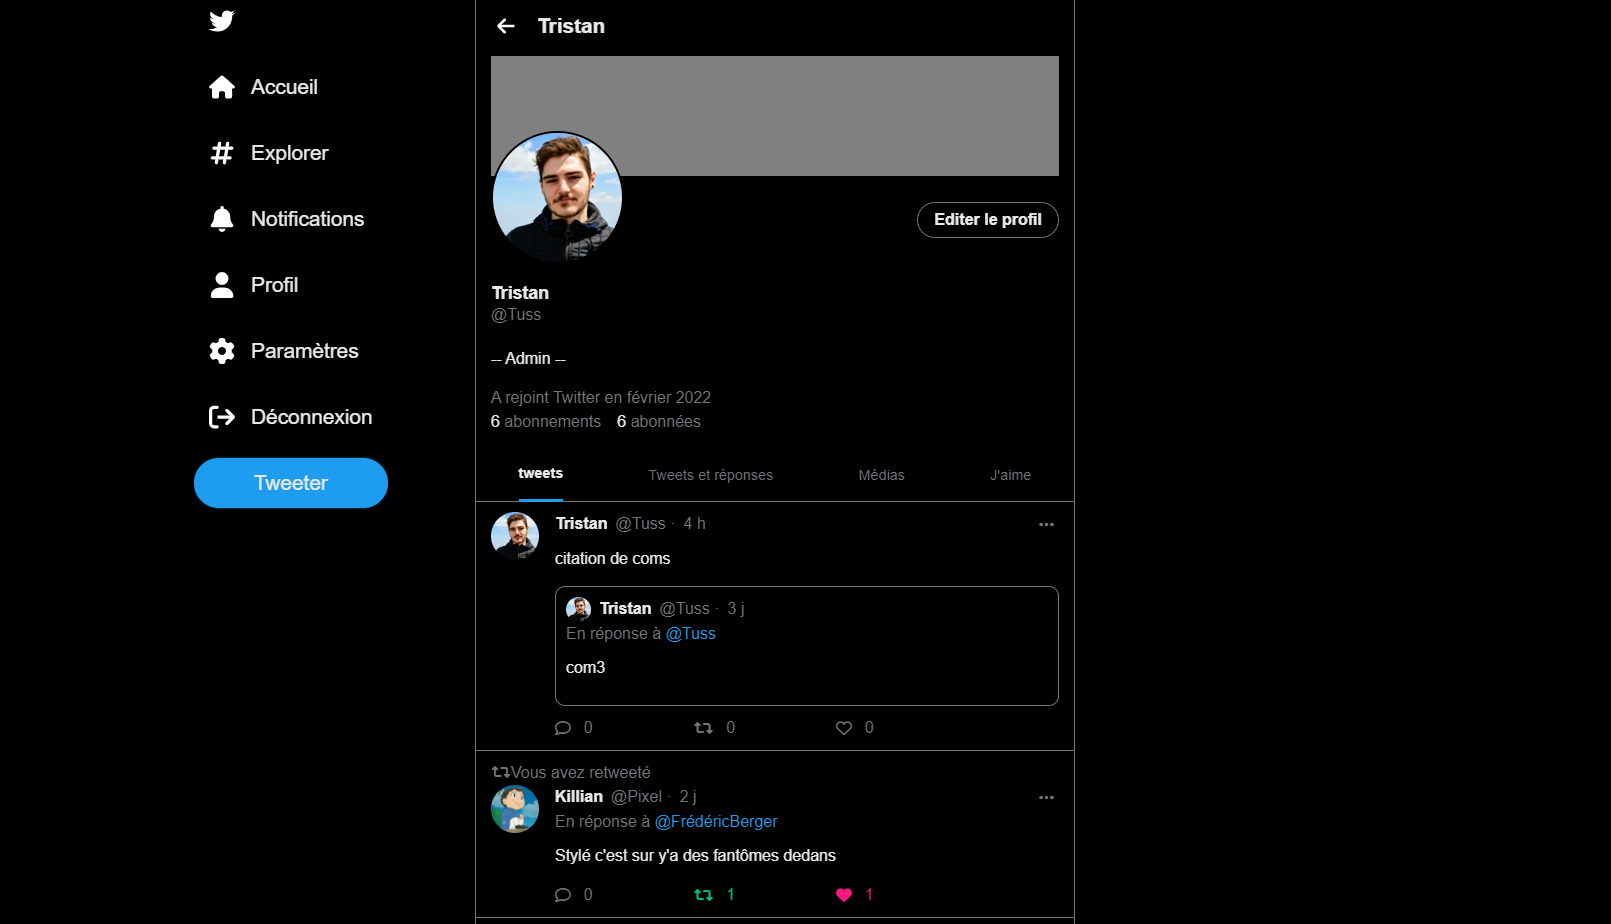 Accueil
Explorer
Notifications
Profil
Paramètres
Déconnexion
Tweeter
Tristan
Editer le profil
Tristan
@Tuss
-- Admin --
A rejoint Twitter en février 2022
6 abonnements 6 abonnées
tweets Tweets et réponses Médias J'aime
Tristan @Tuss · 4 h
citation de coms
Tristan @Tuss · 3 j
En réponse à @Tuss
com3
0 0 0
Vous avez retweeté
Killian @Pixel · 2 j
En réponse à @FrédéricBerger
Stylé c'est sur y'a des fantômes dedans
0 1 1